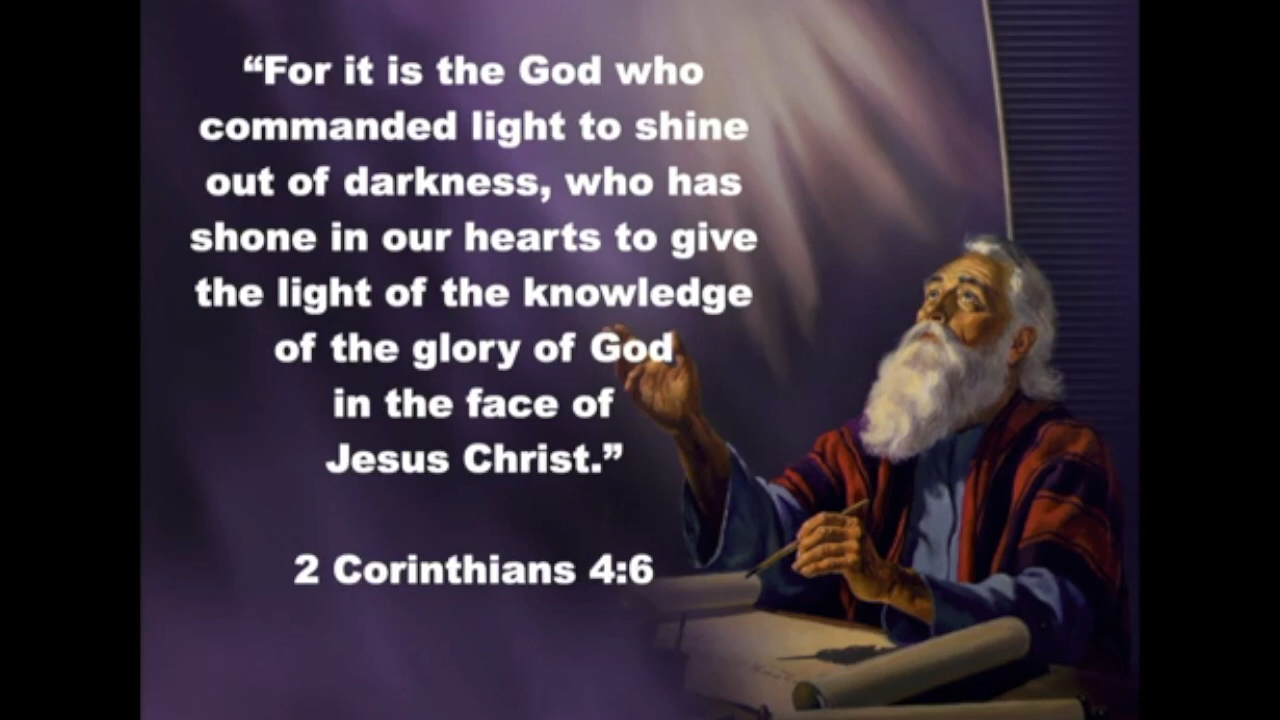 “For it is the God who
commanded light to shine
out of darkness, who has
shone in our hearts to give
the light of the knowledge
of the glory of God
in the face of
Jesus Christ.”
2 Corinthians 4:6